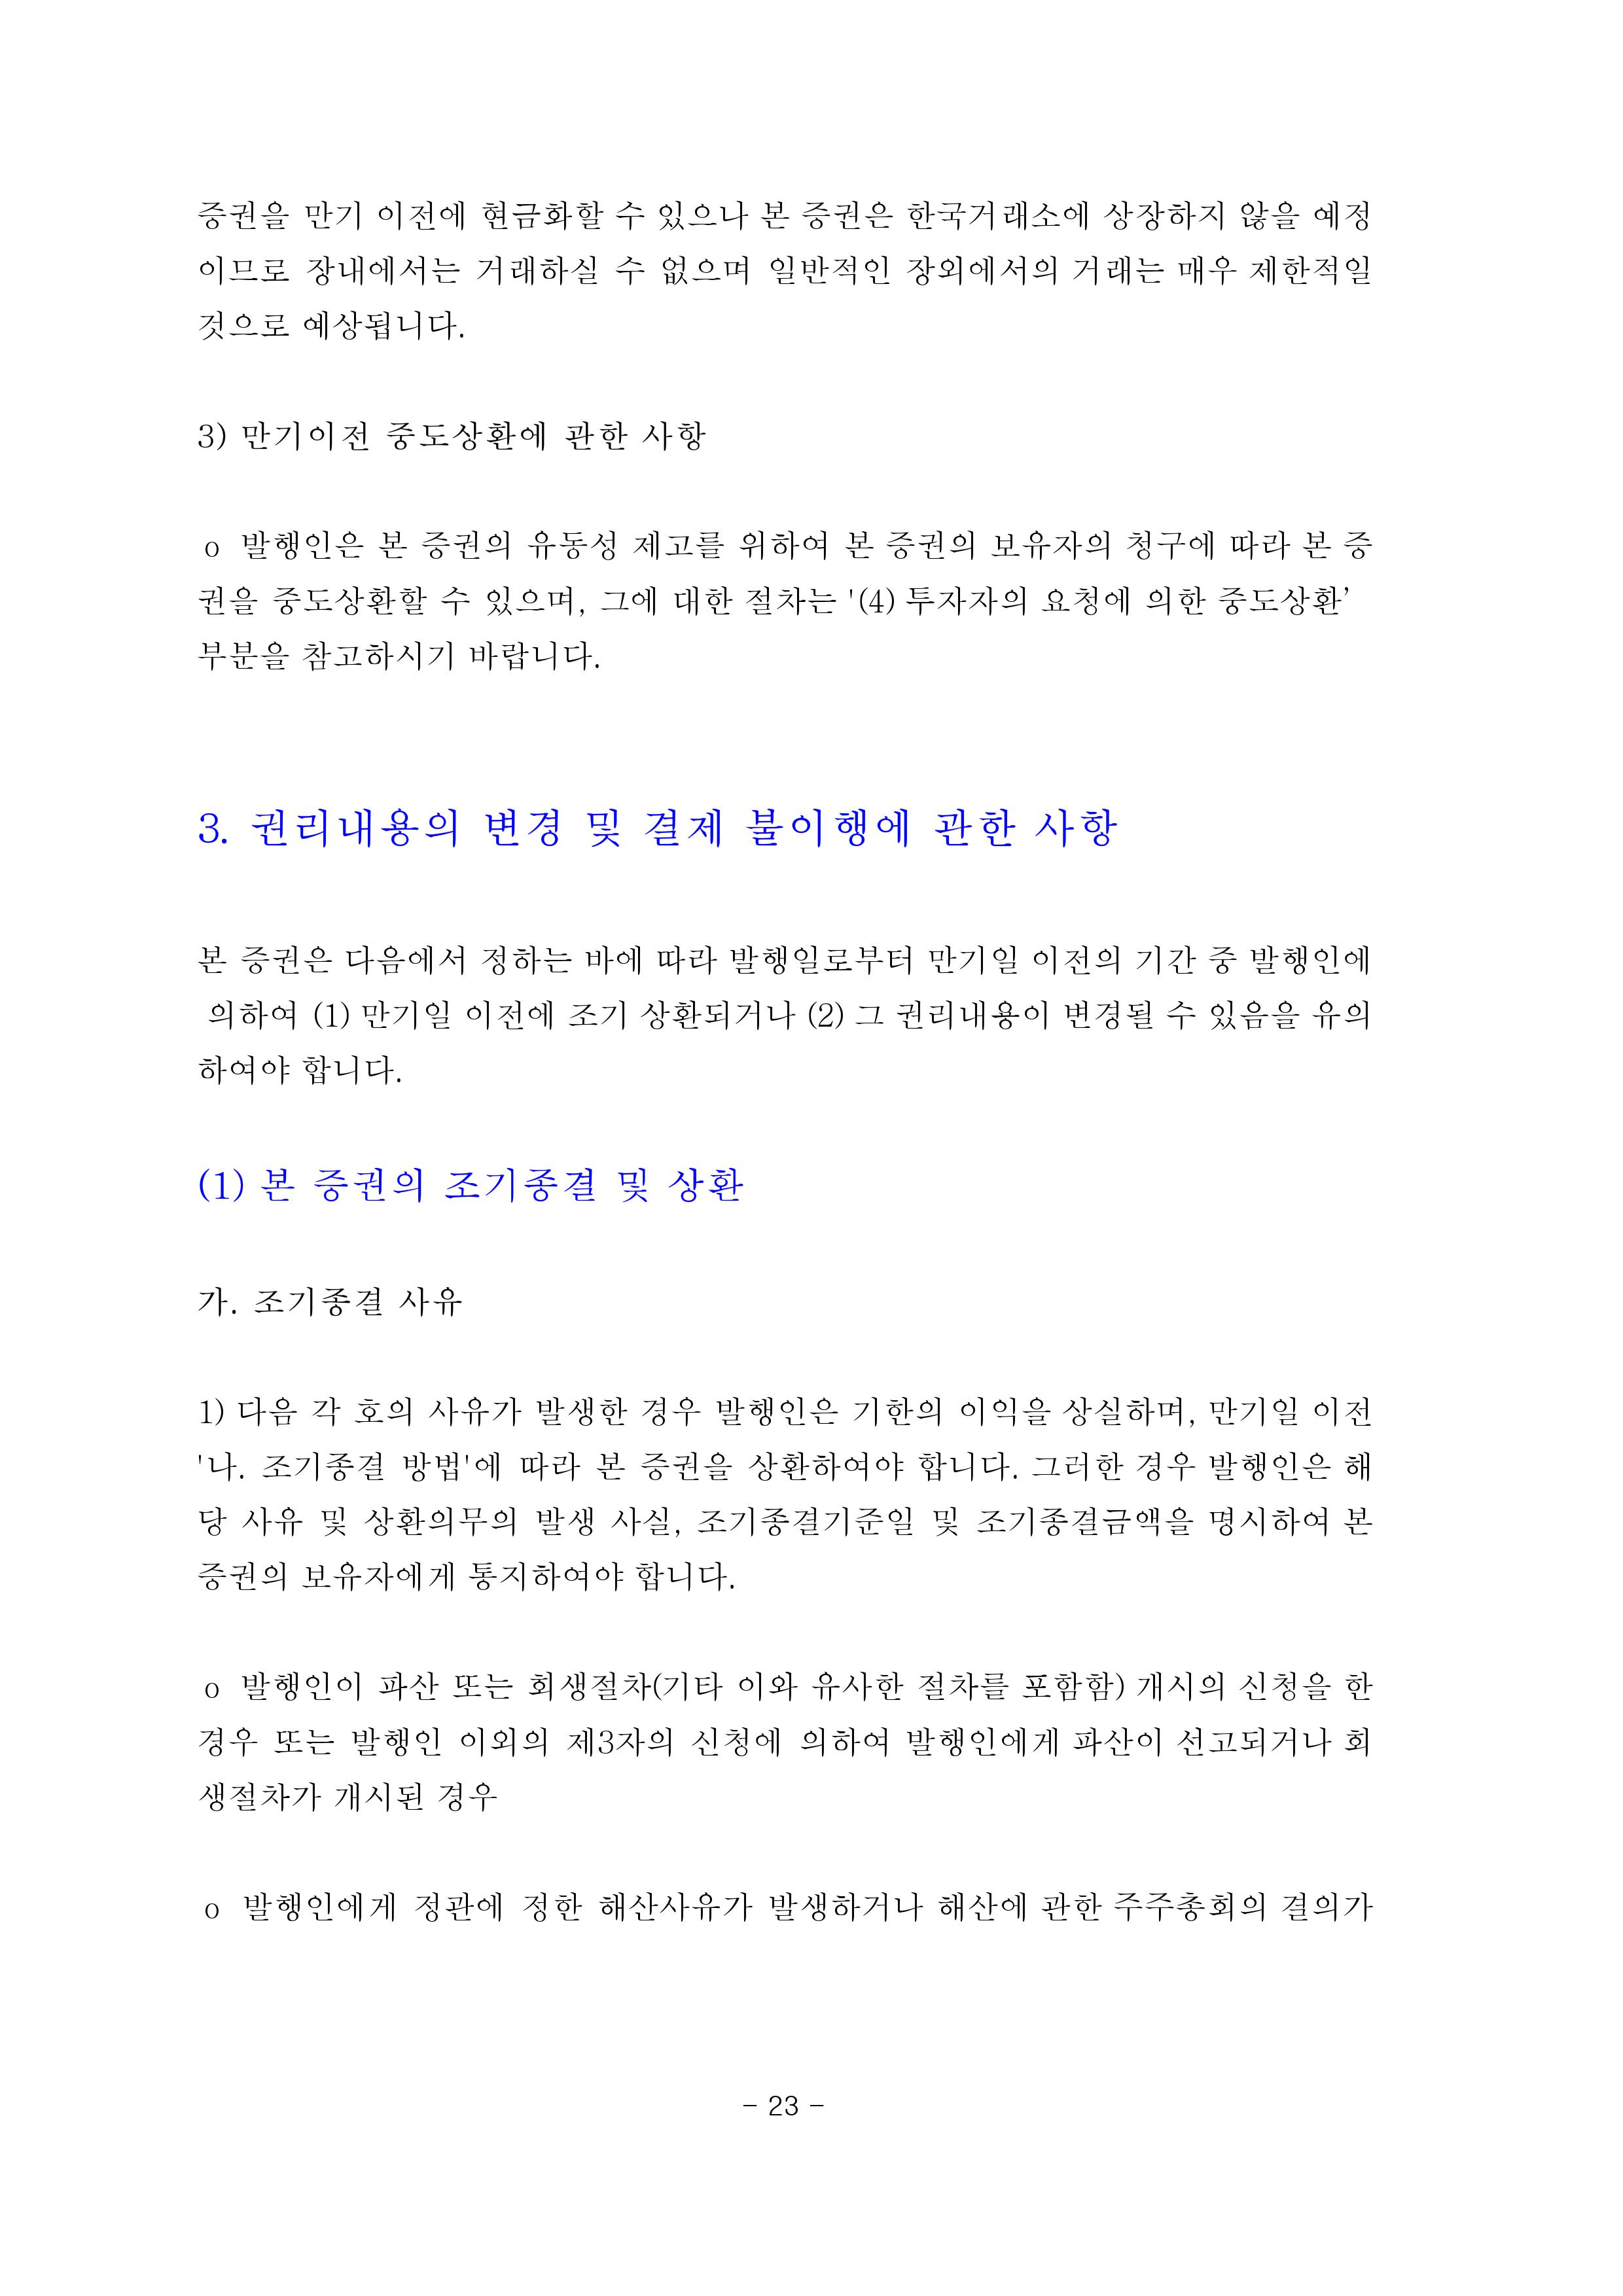 증권을 만기 이전에 현금화할 수 있으나 본 증권은 한국거래소에 상장하지 않을 예정
이므로 장내에서는 거래하실 수 없으며 일반적인 장외에서의 거래는 매우 제한적일
것으로 예상됩니다.
3) 만기이전 중도상환에 관한 사항
o 발행인은 본 증권의 유동성 제고를 위하여 본 증권의 보유자의 청구에 따라 본 증
권을 중도상환할 수 있으며, 그에 대한 절차는 '(4) 투자자의 요청에 의한 중도상환’
부분을 참고하시기 바랍니다.
3. 권리내용의 변경 및 결제 불이행에 관한 사항
본 증권은 다음에서 정하는 바에 따라 발행일로부터 만기일 이전의 기간 중 발행인에
의하여 (1) 만기일 이전에 조기 상환되거나 (2) 그 권리내용이 변경될 수 있음을 유의
하여야 합니다.
(1) 본 증권의 조기종결 및 상환
가. 조기종결 사유
1) 다음 각 호의 사유가 발생한 경우 발행인은 기한의 이익을 상실하며, 만기일 이전
'나. 조기종결 방법'에 따라 본 증권을 상환하여야 합니다. 그러한 경우 발행인은 해
당 사유 및 상환의무의 발생 사실, 조기종결기준일 및 조기종결금액을 명시하여 본
증권의 보유자에게 통지하여야 합니다.
o 발행인이 파산 또는 회생절차(기타 이와 유사한 절차를 포함함) 개시의 신청을 한
경우 또는 발행인 이외의 제3자의 신청에 의하여 발행인에게 파산이 선고되거나 회
생절차가 개시된 경우
o 발행인에게 정관에 정한 해산사유가 발생하거나 해산에 관한 주주총회의 결의가
- 23 -